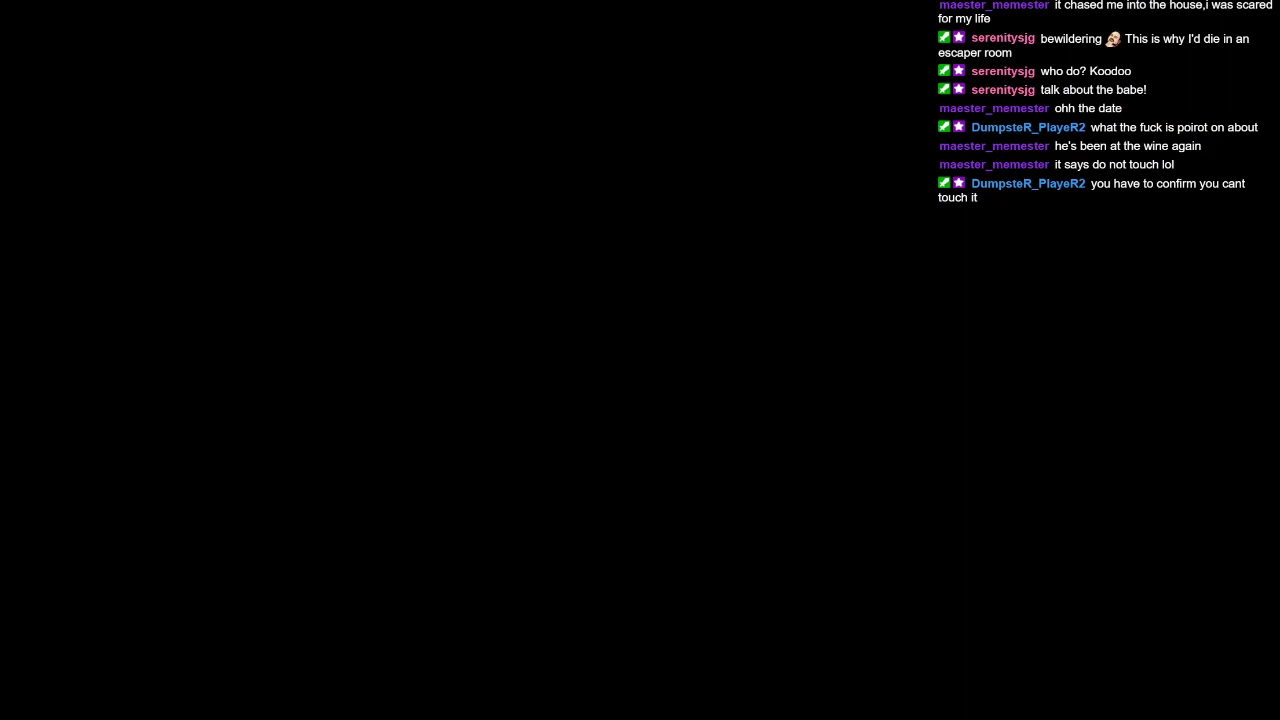 maester_memester it chased me into the house,i was scared
for my life
serenitysjg bewildering This is why I'd die in an
escaper room
serenitysjg who do? Koodoo
serenitysjg talk about the babe!
maester_memester ohh the date
DumpsteR_PlayeR2 what the fuck is poirot on about
maester_memester he's been at the wine again
maester_memester it says do not touch lol
DumpsteR_PlayeR2 you have to confirm you cant
touch it